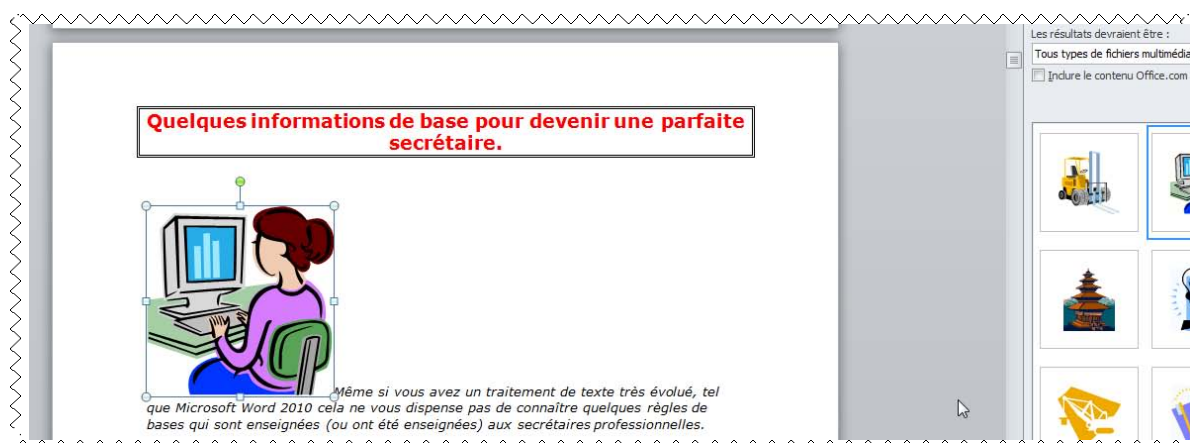 Les résultats devraient être :
Tous types de fichiers multimédia
Inclure le contenu Office.com
Quelques informations de base pour devenir une parfaite
secrétaire.
Même si vous avez un traitement de texte très évolué, tel
que Microsoft Word 2010 cela ne vous dispense pas de connaître quelques règles de
bases qui sont enseignées (ou ont été enseignées) aux secrétaires professionnelles.